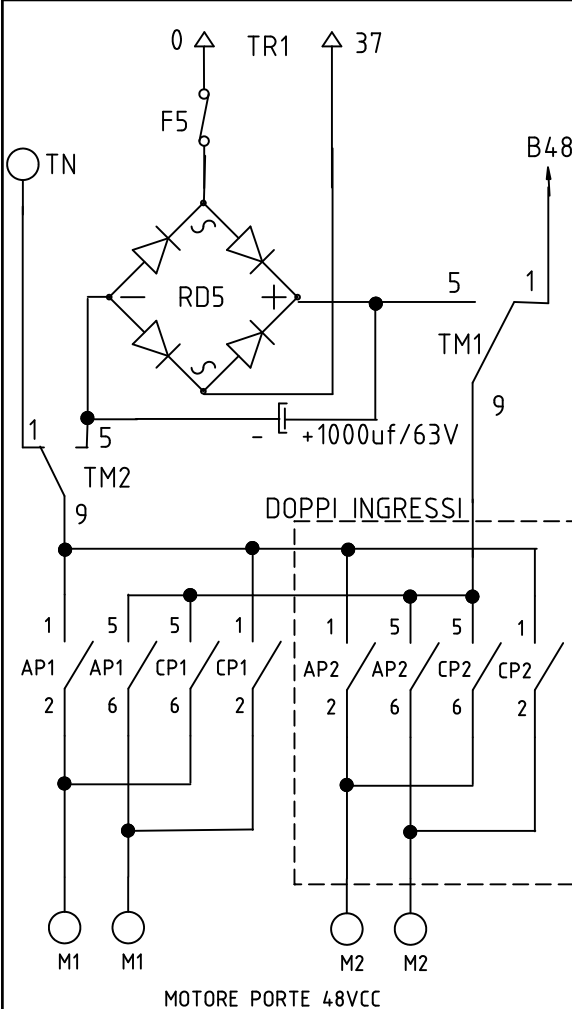 0 TR1 37
F5
TN
B48
S
- RD5 +
5 1
TM1
S
9
- +1000uf/63V
1 5
TM2
9
DOPPI INGRESSI
1 5 5 1 1 5 5 1
AP1 AP1 CP1 CP1 AP2 AP2 CP2 CP2
2 6 6 2 2 6 6 2
M1 M1 M2 M2
MOTORE PORTE 48VCC